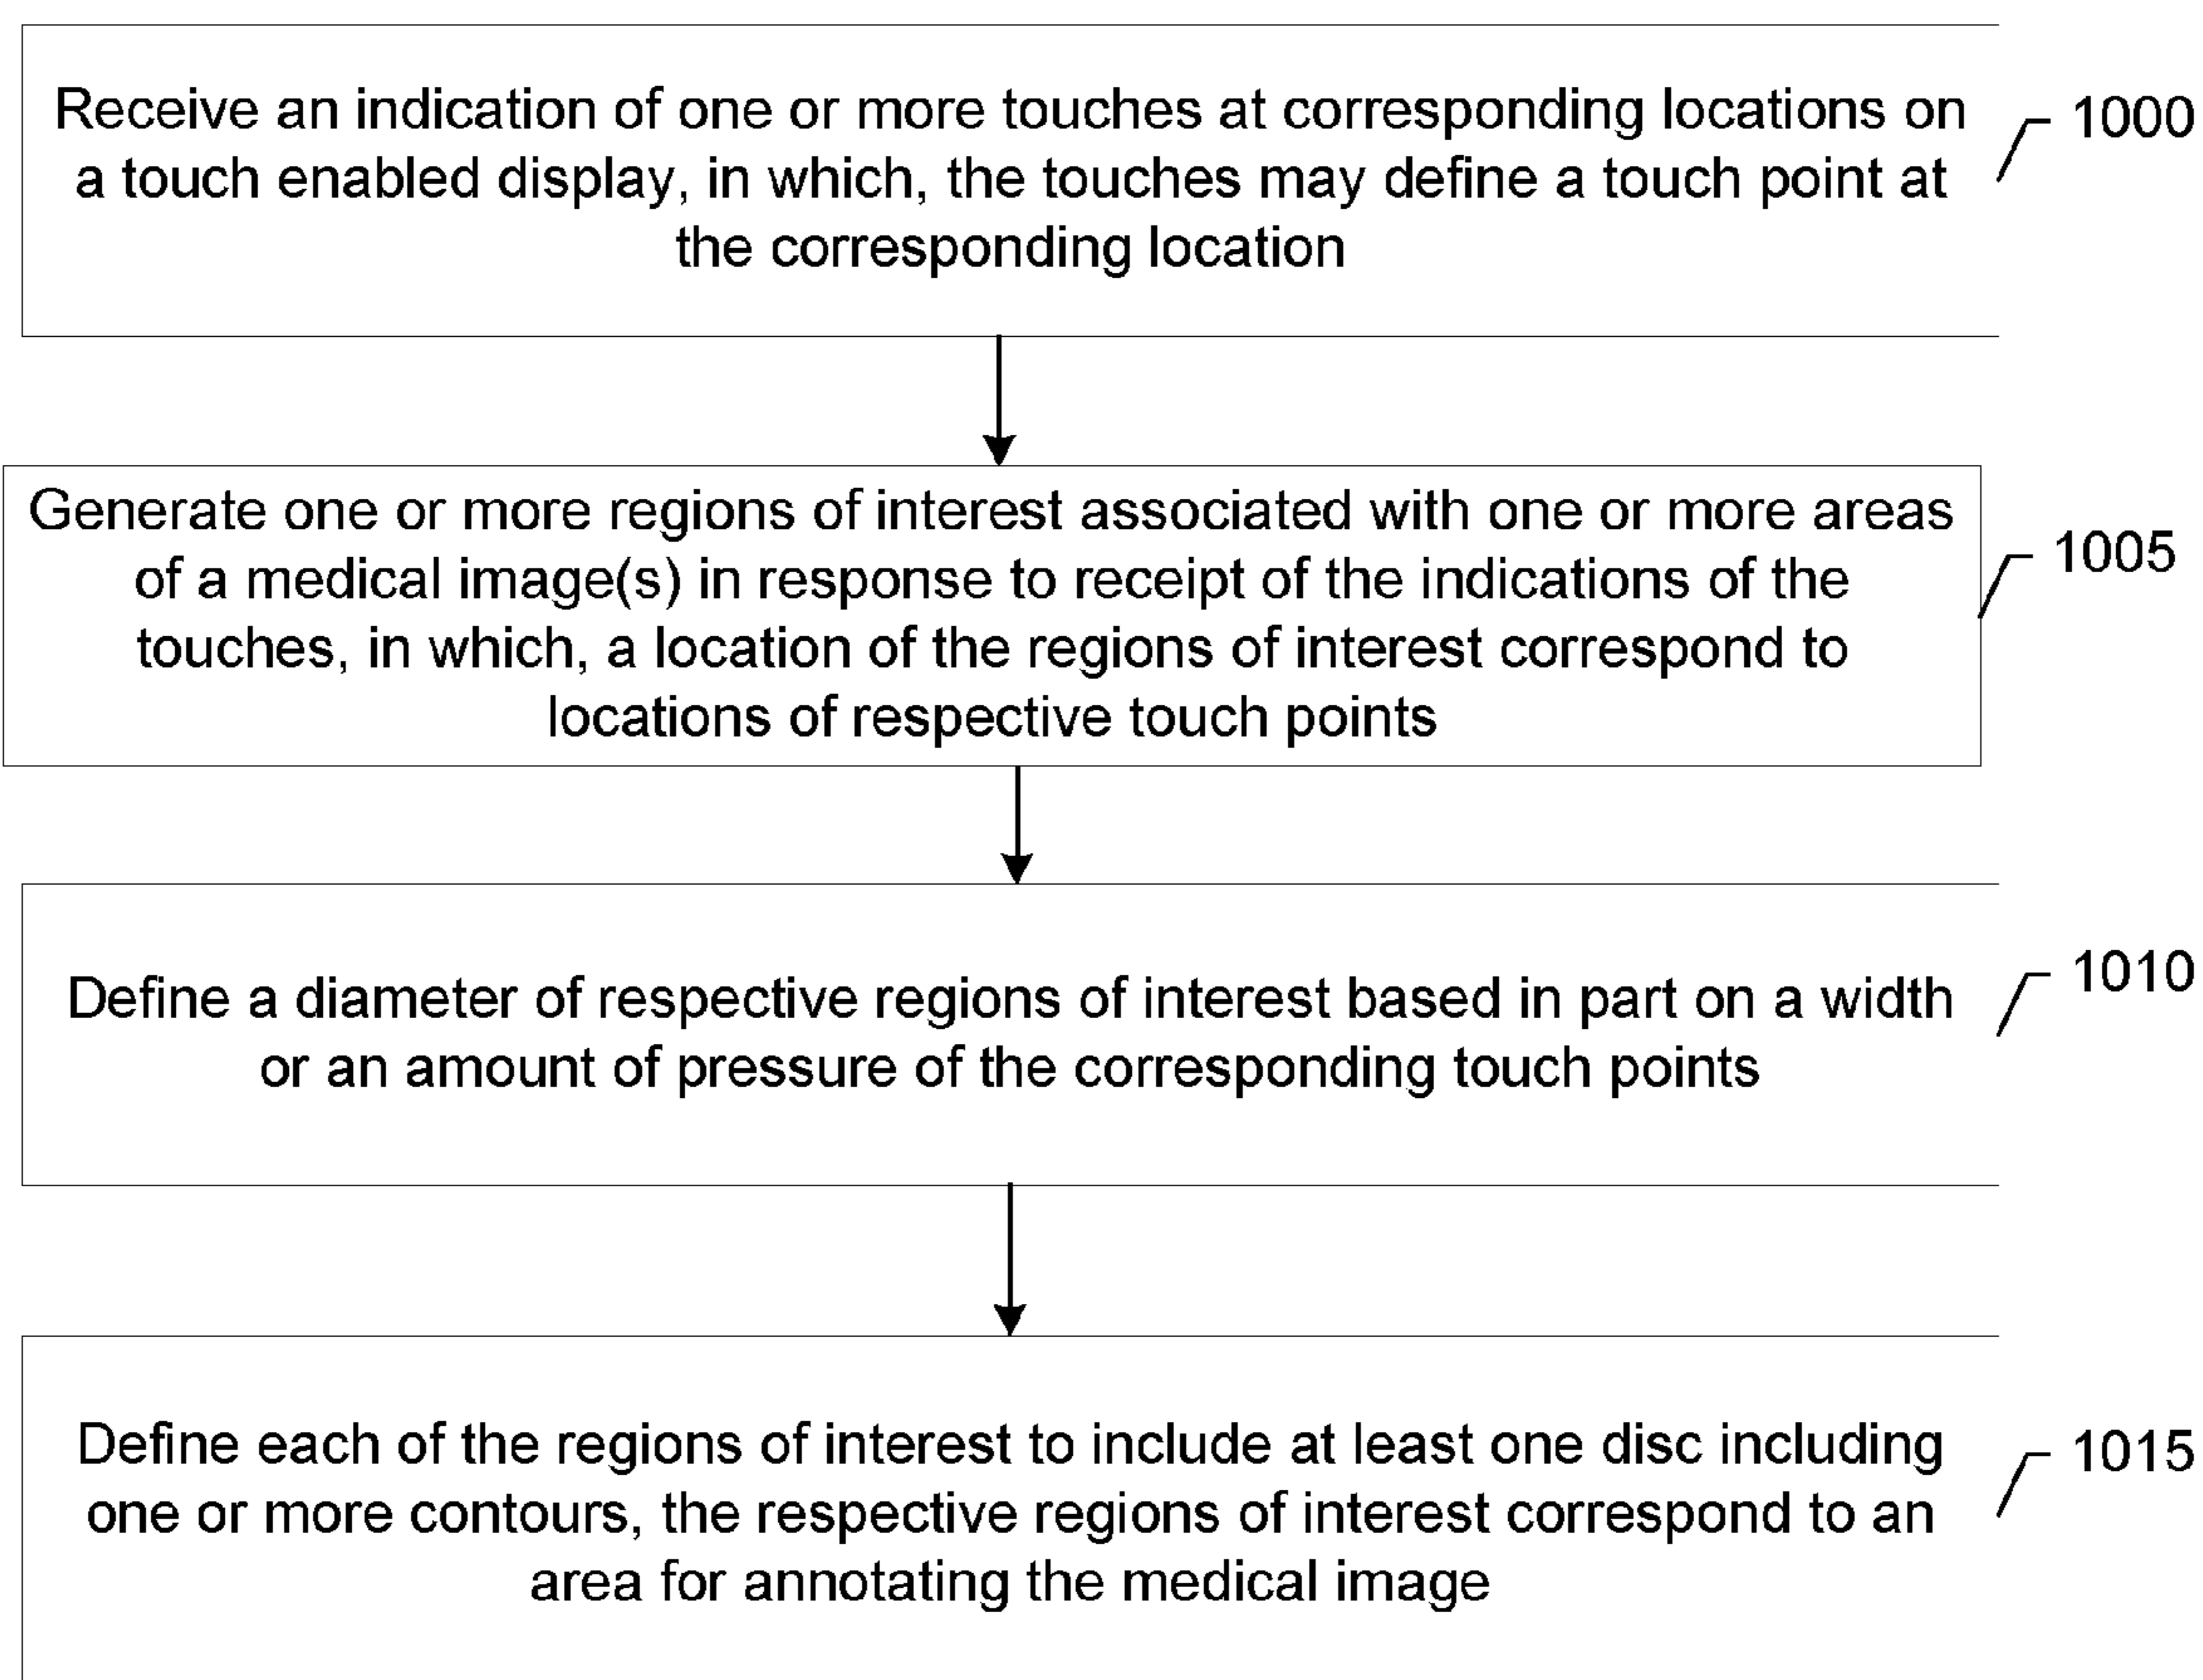 Receive an indication of one or more touches at corresponding locations on
a touch enabled display, in which, the touches may define a touch point at
the corresponding location
1000
Generate one or more regions of interest associated with one or more areas
of a medical image(s) in response to receipt of the indications of the
touches, in which, a location of the regions of interest correspond to
locations of respective touch points
1005
Define a diameter of respective regions of interest based in part on a width
or an amount of pressure of the corresponding touch points
1010
Define each of the regions of interest to include at least one disc including
one or more contours, the respective regions of interest correspond to an
area for annotating the medical image
1015